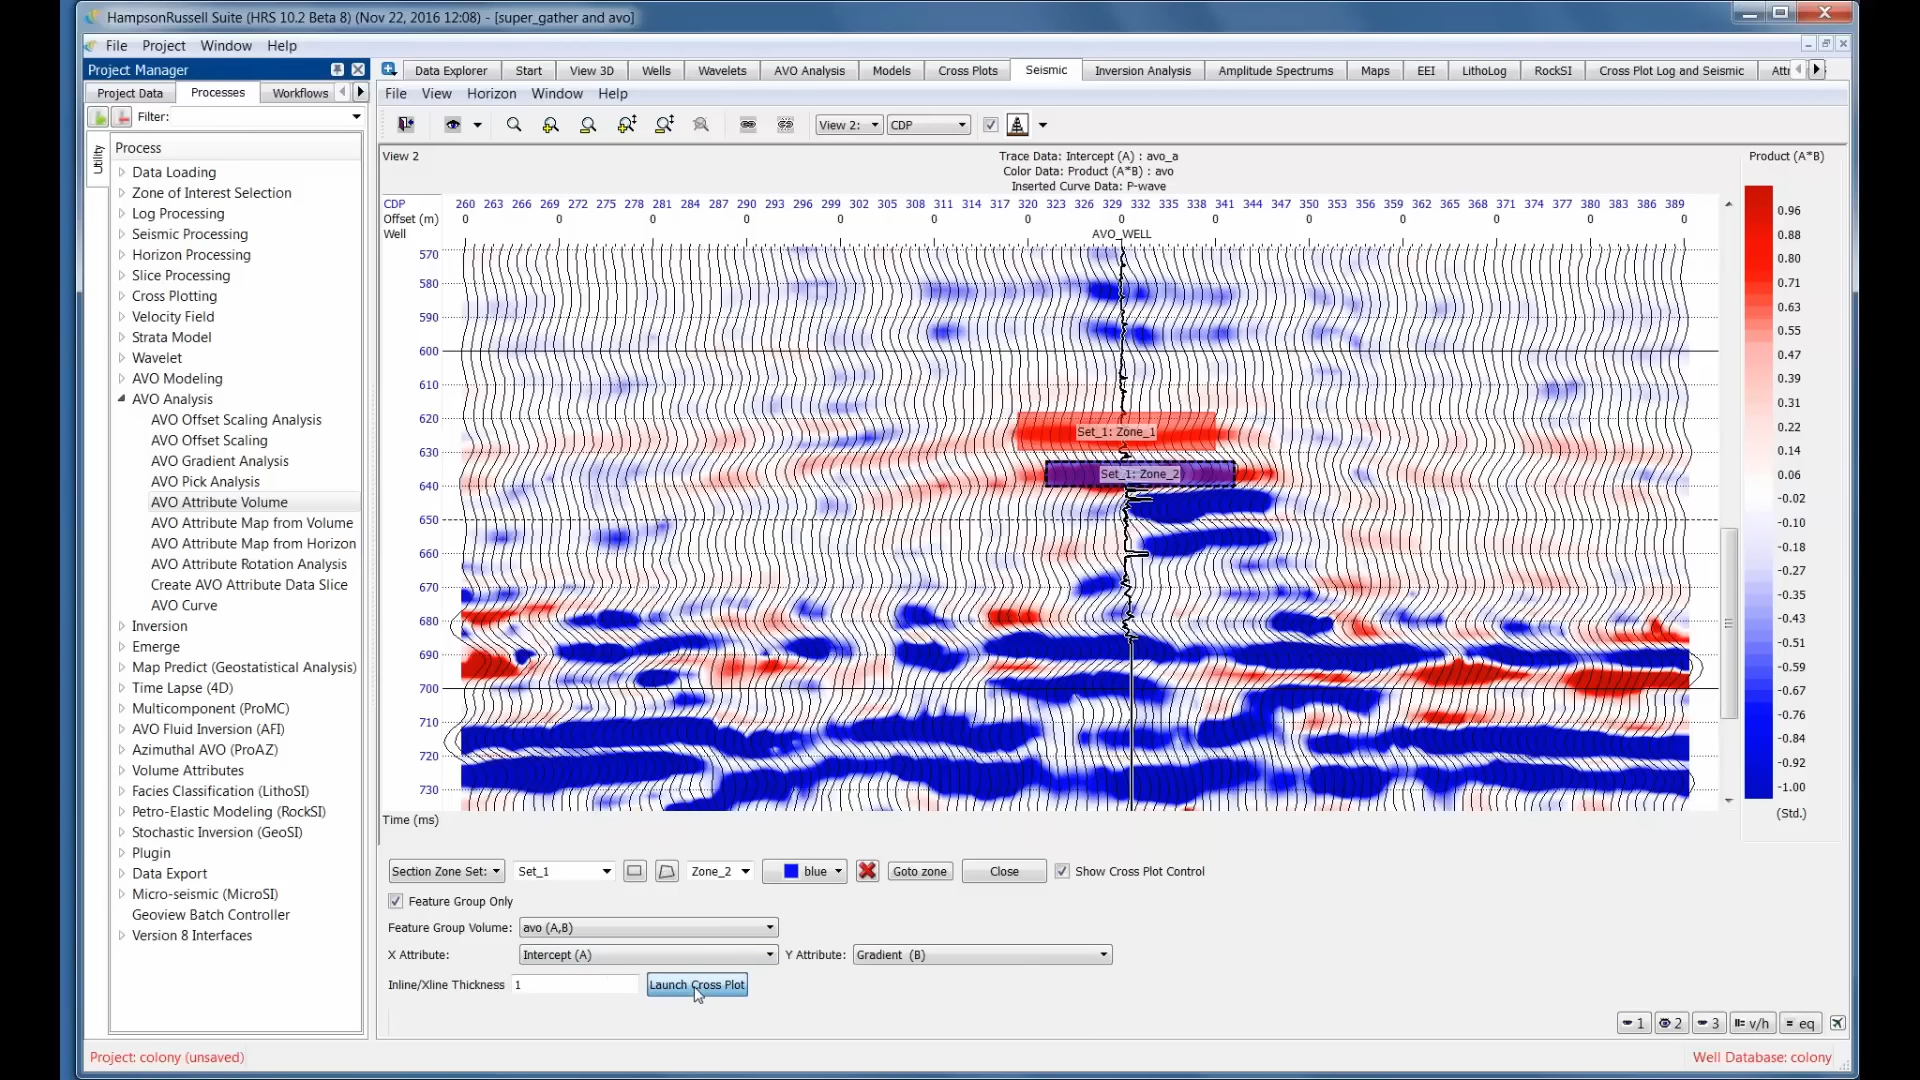 HampsonRussell Suite (HRS 10.2 Beta 8) (Nov 22, 2016 12:08) - [super_gather and avo]
File Project Window Help
Project Manager
Project Data Processes Workflows
Filter:
Utility
Process
Data Loading
Zone of Interest Selection
Log Processing
Seismic Processing
Horizon Processing
Slice Processing
Cross Plotting
Velocity Field
Strata Model
Wavelet
AVO Modeling
AVO Analysis
AVO Offset Scaling Analysis
AVO Offset Scaling
AVO Gradient Analysis
AVO Pick Analysis
AVO Attribute Volume
AVO Attribute Map from Volume
AVO Attribute Map from Horizon
AVO Attribute Rotation Analysis
Create AVO Attribute Data Slice
AVO Curve
Inversion
Emerge
Map Predict (Geostatistical Analysis)
Time Lapse (4D)
Multicomponent (ProMC)
AVO Fluid Inversion (AFI)
Azimuthal AVO (ProAZ)
Volume Attributes
Facies Classification (LithoSI)
Petro-Elastic Modeling (RockSI)
Stochastic Inversion (GeoSI)
Plugin
Data Export
Micro-seismic (MicroSI)
Geoview Batch Controller
Version 8 Interfaces
Data Explorer Start View 3D Wells Wavelets AVO Analysis Models Cross Plots Seismic Inversion Analysis Amplitude Spectrums Maps EEI LithoLog RockSI Cross Plot Log and Seismic
File View Horizon Window Help
View 2: CDP
View 2
Trace Data: Intercept (A) : avo_a
Color Data: Product (A*B) : avo
Inserted Curve Data: P-wave
CDP 260 263 266 269 272 275 278 281 284 287 290 293 296 299 302 305 308 311 314 317 320 323 326 329 332 335 338 341 344 347 350 353 356 359 362 365 368 371 374 377 380 383 386 389
Offset (m) 0 0 0 0 0 0 0 0 0 0 0 0 0 0
Well AVO_WELL
570
580
590
600
610
620
Set_1: Zone_1
630
Set_1: Zone_2
640
650
660
670
680
690
700
710
720
730
Time (ms)
Product (A*B)
0.96
0.88
0.80
0.71
0.63
0.55
0.47
0.39
0.31
0.22
0.14
0.06
-0.02
-0.10
-0.18
-0.27
-0.35
-0.43
-0.51
-0.59
-0.67
-0.76
-0.84
-0.92
-1.00
(Std.)
Section Zone Set: Set_1 Zone_2 blue Goto zone Close Show Cross Plot Control
Feature Group Only
Feature Group Volume: avo (A,B)
X Attribute: Intercept (A) Y Attribute: Gradient (B)
Inline/Xline Thickness 1 Launch Cross Plot
1 2 3 v/h = eq
Project: colony (unsaved)
Well Database: colony